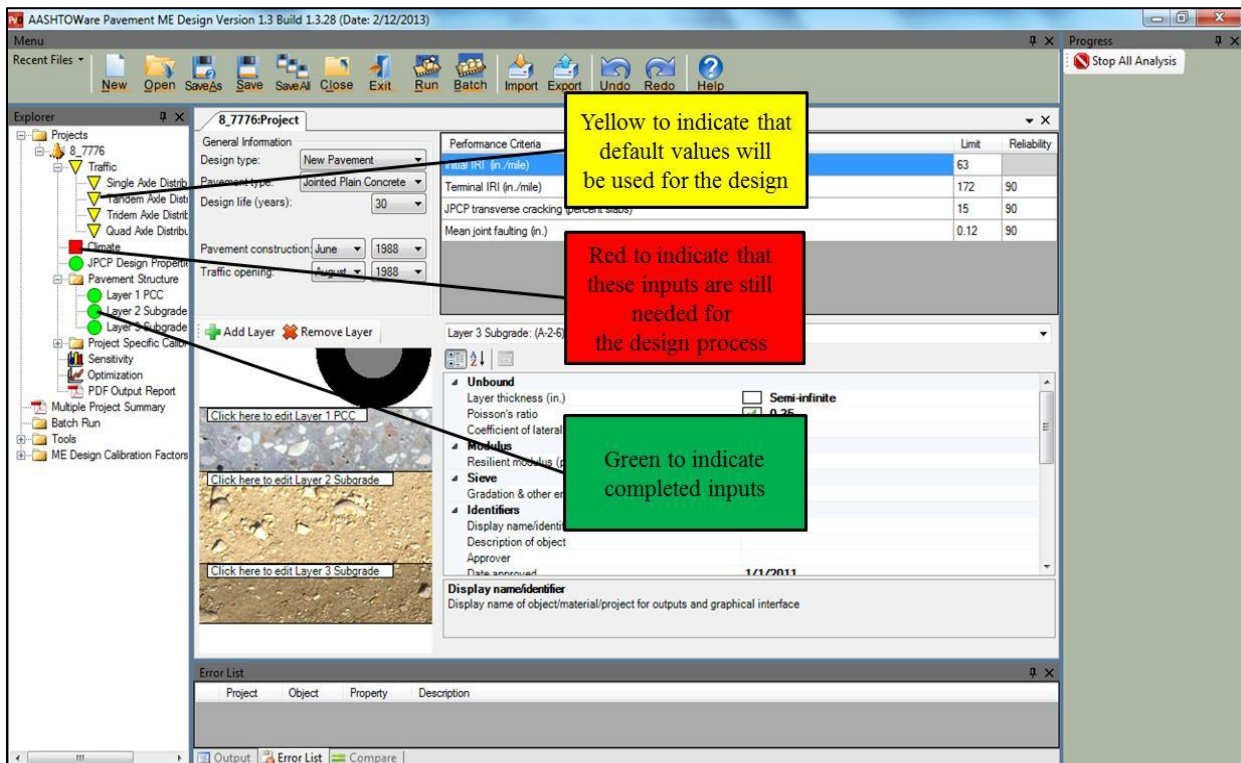 AASHTOWare Pavement ME Design Version 1.3 Build 1.3.28 (Date: 2/12/2013)
Menu
Recent Files
New Open SaveAs Save SaveAll Close Exit Run Batch Import Export Undo Redo Help
Progress
Stop All Analysis
Explorer
Projects
8_7776
Traffic
Single Axle Distrib
Tandem Axle Distr
Tridem Axle Distrib
Quad Axle Distribu
Climate
JPCP Design Propertie
Pavement Structure
Layer 1 PCC
Layer 2 Subgrade
Layer 3 Subgrade
Project Specific Calibr
Sensitivity
Optimization
PDF Output Report
Multiple Project Summary
Batch Run
Tools
ME Design Calibration Factors
8_7776:Project
General Information
Design type: New Pavement
Pavement type: Jointed Plain Concrete
Design life (years): 30
Pavement construction: June 1988
Traffic opening: August 1988
Performance Criteria Limit Reliability
Initial IRI (in./mile) 63
Terminal IRI (in./mile) 172 90
JPCP transverse cracking (percent slabs) 15 90
Mean joint faulting (in.) 0.12 90
Yellow to indicate that
default values will
be used for the design
Red to indicate that
these inputs are still
needed for
the design process
Green to indicate
completed inputs
Add Layer Remove Layer
Click here to edit Layer 1 PCC
Click here to edit Layer 2 Subgrade
Click here to edit Layer 3 Subgrade
Layer 3 Subgrade: (A-2-6)
Unbound
Layer thickness (in.) Semi-infinite
Poisson's ratio 0.35
Coefficient of lateral
Modulus
Resilient modulus (p
Sieve
Gradation & other en
Identifiers
Display name/identif
Description of object
Approver
Date approved 1/1/2011
Display name/identifier
Display name of object/material/project for outputs and graphical interface
Error List
Project Object Property Description
Output Error List Compare